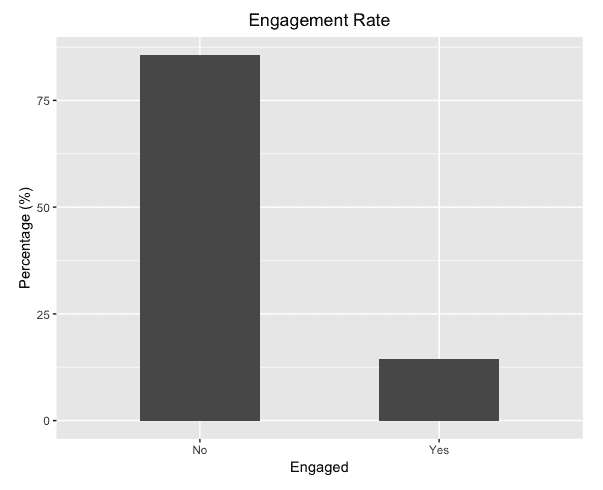 Engagement Rate
Percentage (%)
75
50
25
0
No
Yes
Engaged